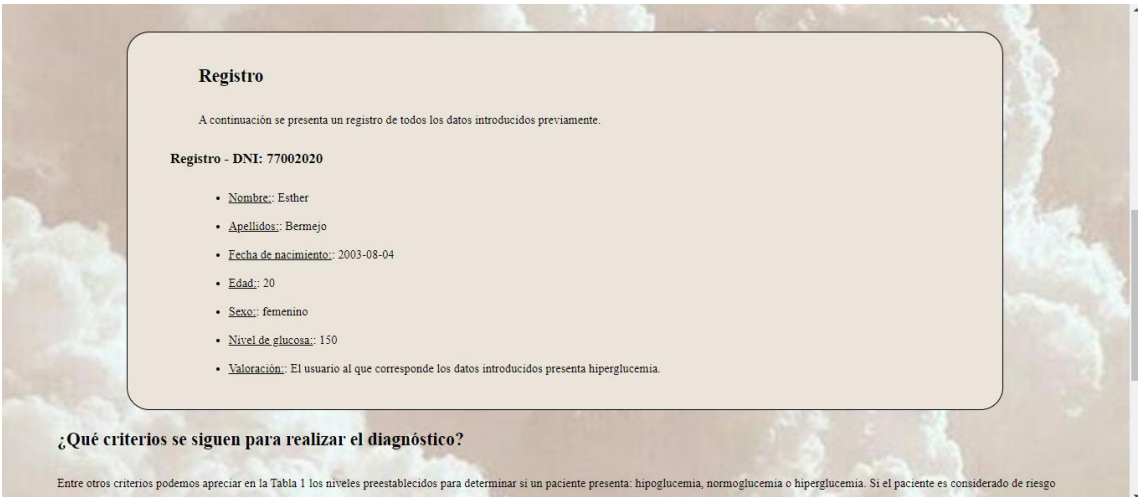 Registro
A continuación se presenta un registro de todos los datos introducidos previamente.
Registro - DNI: 77002020
• Nombre:: Esther
• Apellidos:: Bermejo
• Fecha de nacimiento:: 2003-08-04
• Edad:: 20
• Sexo:: femenino
• Nivel de glucosa:: 150
• Valoración:: El usuario al que corresponde los datos introducidos presenta hiperglucemia.
¿Qué criterios se siguen para realizar el diagnóstico?
Entre otros criterios podemos apreciar en la Tabla 1 los niveles preestablecidos para determinar si un paciente presenta: hipoglucemia, normoglucemia o hiperglucemia. Si el paciente es considerado de riesgo